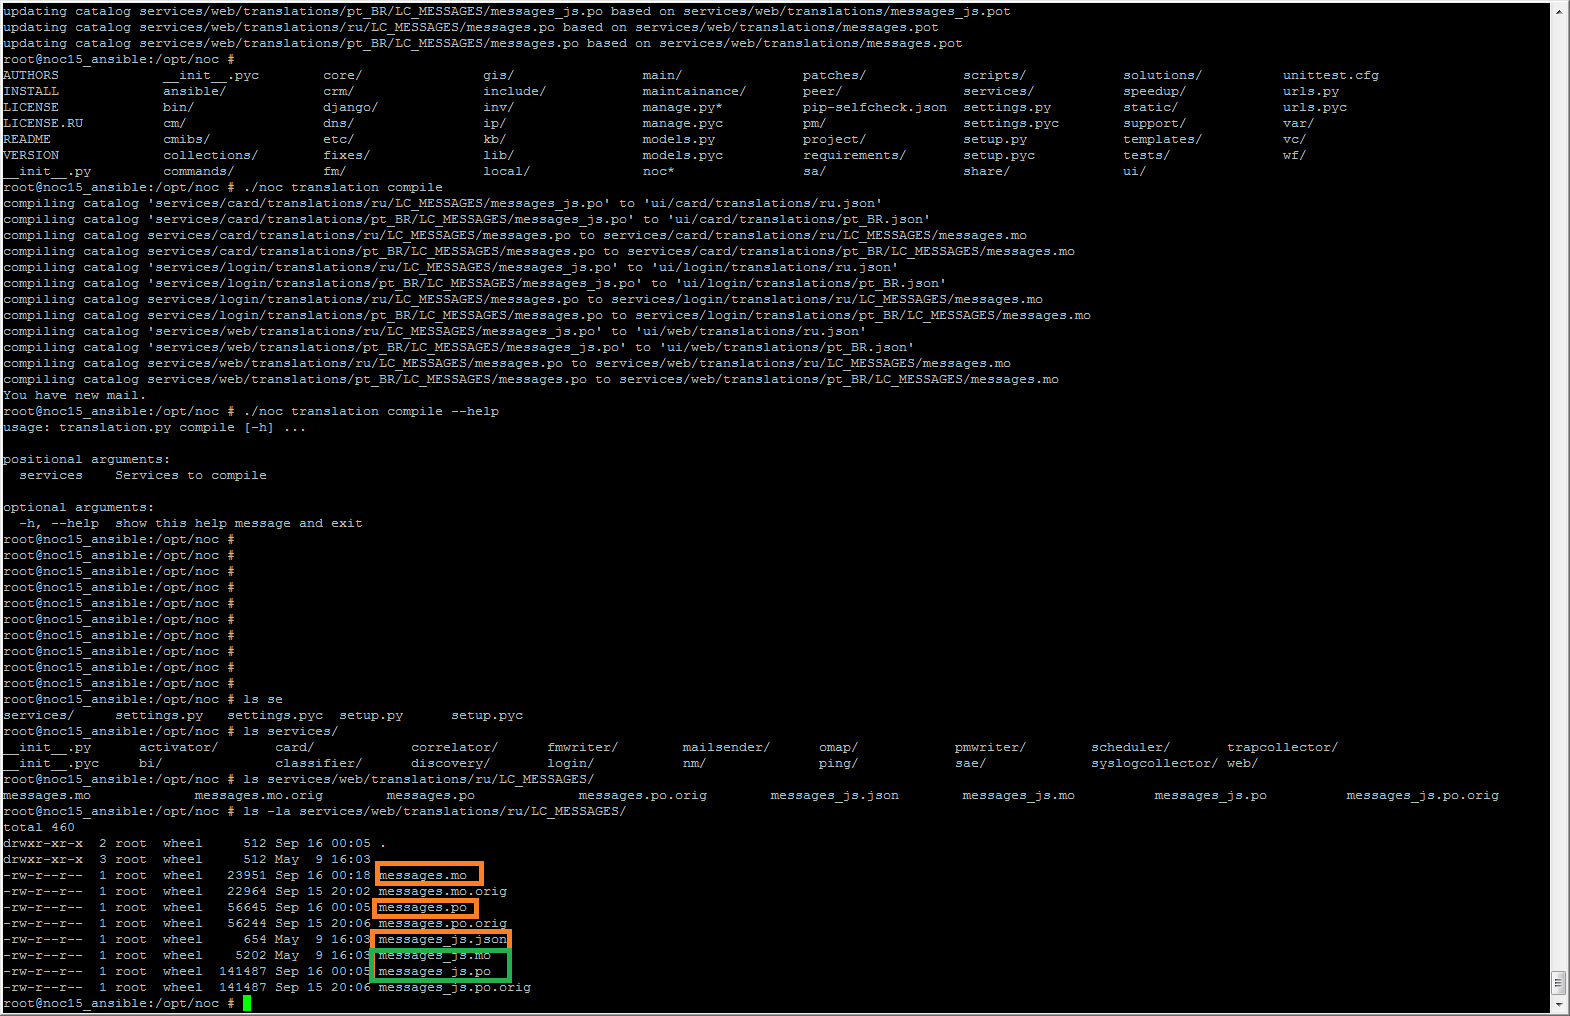 updating catalog services/web/translations/pt_BR/LC_MESSAGES/messages_js.po based on services/web/translations/messages_js.pot
updating catalog services/web/translations/ru/LC_MESSAGES/messages.po based on services/web/translations/messages.pot
updating catalog services/web/translations/pt_BR/LC_MESSAGES/messages.po based on services/web/translations/messages.pot
root@noc15_ansible:/opt/noc #
AUTHORS __init__.pyc core/ gis/ main/ patches/ scripts/ solutions/ unittest.cfg
INSTALL ansible/ crm/ include/ maintainance/ peer/ services/ speedup/ urls.py
LICENSE bin/ django/ inv/ manage.py* pip-selfcheck.json settings.py static/ urls.pyc
LICENSE.RU cm/ dns/ ip/ manage.pyc pm/ settings.pyc support/ var/
README cmibs/ etc/ kb/ models.py project/ setup.py templates/ vc/
VERSION collections/ fixes/ lib/ models.pyc requirements/ setup.pyc tests/ wf/
__init__.py commands/ fm/ local/ noc* sa/ share/ ui/
root@noc15_ansible:/opt/noc # ./noc translation compile
compiling catalog 'services/card/translations/ru/LC_MESSAGES/messages_js.po' to 'ui/card/translations/ru.json'
compiling catalog 'services/card/translations/pt_BR/LC_MESSAGES/messages_js.po' to 'ui/card/translations/pt_BR.json'
compiling catalog services/card/translations/ru/LC_MESSAGES/messages.po to services/card/translations/ru/LC_MESSAGES/messages.mo
compiling catalog services/card/translations/pt_BR/LC_MESSAGES/messages.po to services/card/translations/pt_BR/LC_MESSAGES/messages.mo
compiling catalog 'services/login/translations/ru/LC_MESSAGES/messages_js.po' to 'ui/login/translations/ru.json'
compiling catalog 'services/login/translations/pt_BR/LC_MESSAGES/messages_js.po' to 'ui/login/translations/pt_BR.json'
compiling catalog services/login/translations/ru/LC_MESSAGES/messages.po to services/login/translations/ru/LC_MESSAGES/messages.mo
compiling catalog services/login/translations/pt_BR/LC_MESSAGES/messages.po to services/login/translations/pt_BR/LC_MESSAGES/messages.mo
compiling catalog 'services/web/translations/ru/LC_MESSAGES/messages_js.po' to 'ui/web/translations/ru.json'
compiling catalog 'services/web/translations/pt_BR/LC_MESSAGES/messages_js.po' to 'ui/web/translations/pt_BR.json'
compiling catalog services/web/translations/ru/LC_MESSAGES/messages.po to services/web/translations/ru/LC_MESSAGES/messages.mo
compiling catalog services/web/translations/pt_BR/LC_MESSAGES/messages.po to services/web/translations/pt_BR/LC_MESSAGES/messages.mo
You have new mail.
root@noc15_ansible:/opt/noc # ./noc translation compile --help
usage: translation.py compile [-h] ...
positional arguments:
services Services to compile
optional arguments:
-h, --help show this help message and exit
root@noc15_ansible:/opt/noc #
root@noc15_ansible:/opt/noc #
root@noc15_ansible:/opt/noc #
root@noc15_ansible:/opt/noc #
root@noc15_ansible:/opt/noc #
root@noc15_ansible:/opt/noc #
root@noc15_ansible:/opt/noc #
root@noc15_ansible:/opt/noc #
root@noc15_ansible:/opt/noc #
root@noc15_ansible:/opt/noc #
root@noc15_ansible:/opt/noc # ls se
services/ settings.py settings.pyc setup.py setup.pyc
root@noc15_ansible:/opt/noc # ls services/
__init__.py activator/ card/ correlator/ fmwriter/ mailsender/ omap/ pmwriter/ scheduler/ trapcollector/
__init__.pyc bi/ classifier/ discovery/ login/ nm/ ping/ sae/ syslogcollector/ web/
root@noc15_ansible:/opt/noc # ls services/web/translations/ru/LC_MESSAGES/
messages.mo messages.mo.orig messages.po messages.po.orig messages_js.json messages_js.mo messages_js.po messages_js.po.orig
root@noc15_ansible:/opt/noc # ls -la services/web/translations/ru/LC_MESSAGES/
total 460
drwxr-xr-x 2 root wheel 512 Sep 16 00:05 .
drwxr-xr-x 3 root wheel 512 May 9 16:03
-rw-r--r-- 1 root wheel 23951 Sep 16 00:18 messages.mo
-rw-r--r-- 1 root wheel 22964 Sep 15 20:02 messages.mo.orig
-rw-r--r-- 1 root wheel 56645 Sep 16 00:05 messages.po
-rw-r--r-- 1 root wheel 56244 Sep 15 20:06 messages.po.orig
-rw-r--r-- 1 root wheel 654 May 9 16:03 messages_js.json
-rw-r--r-- 1 root wheel 5202 May 9 16:03 messages_js.mo
-rw-r--r-- 1 root wheel 141487 Sep 16 00:05 messages_js.po
-rw-r--r-- 1 root wheel 141487 Sep 15 20:06 messages_js.po.orig
root@noc15_ansible:/opt/noc #